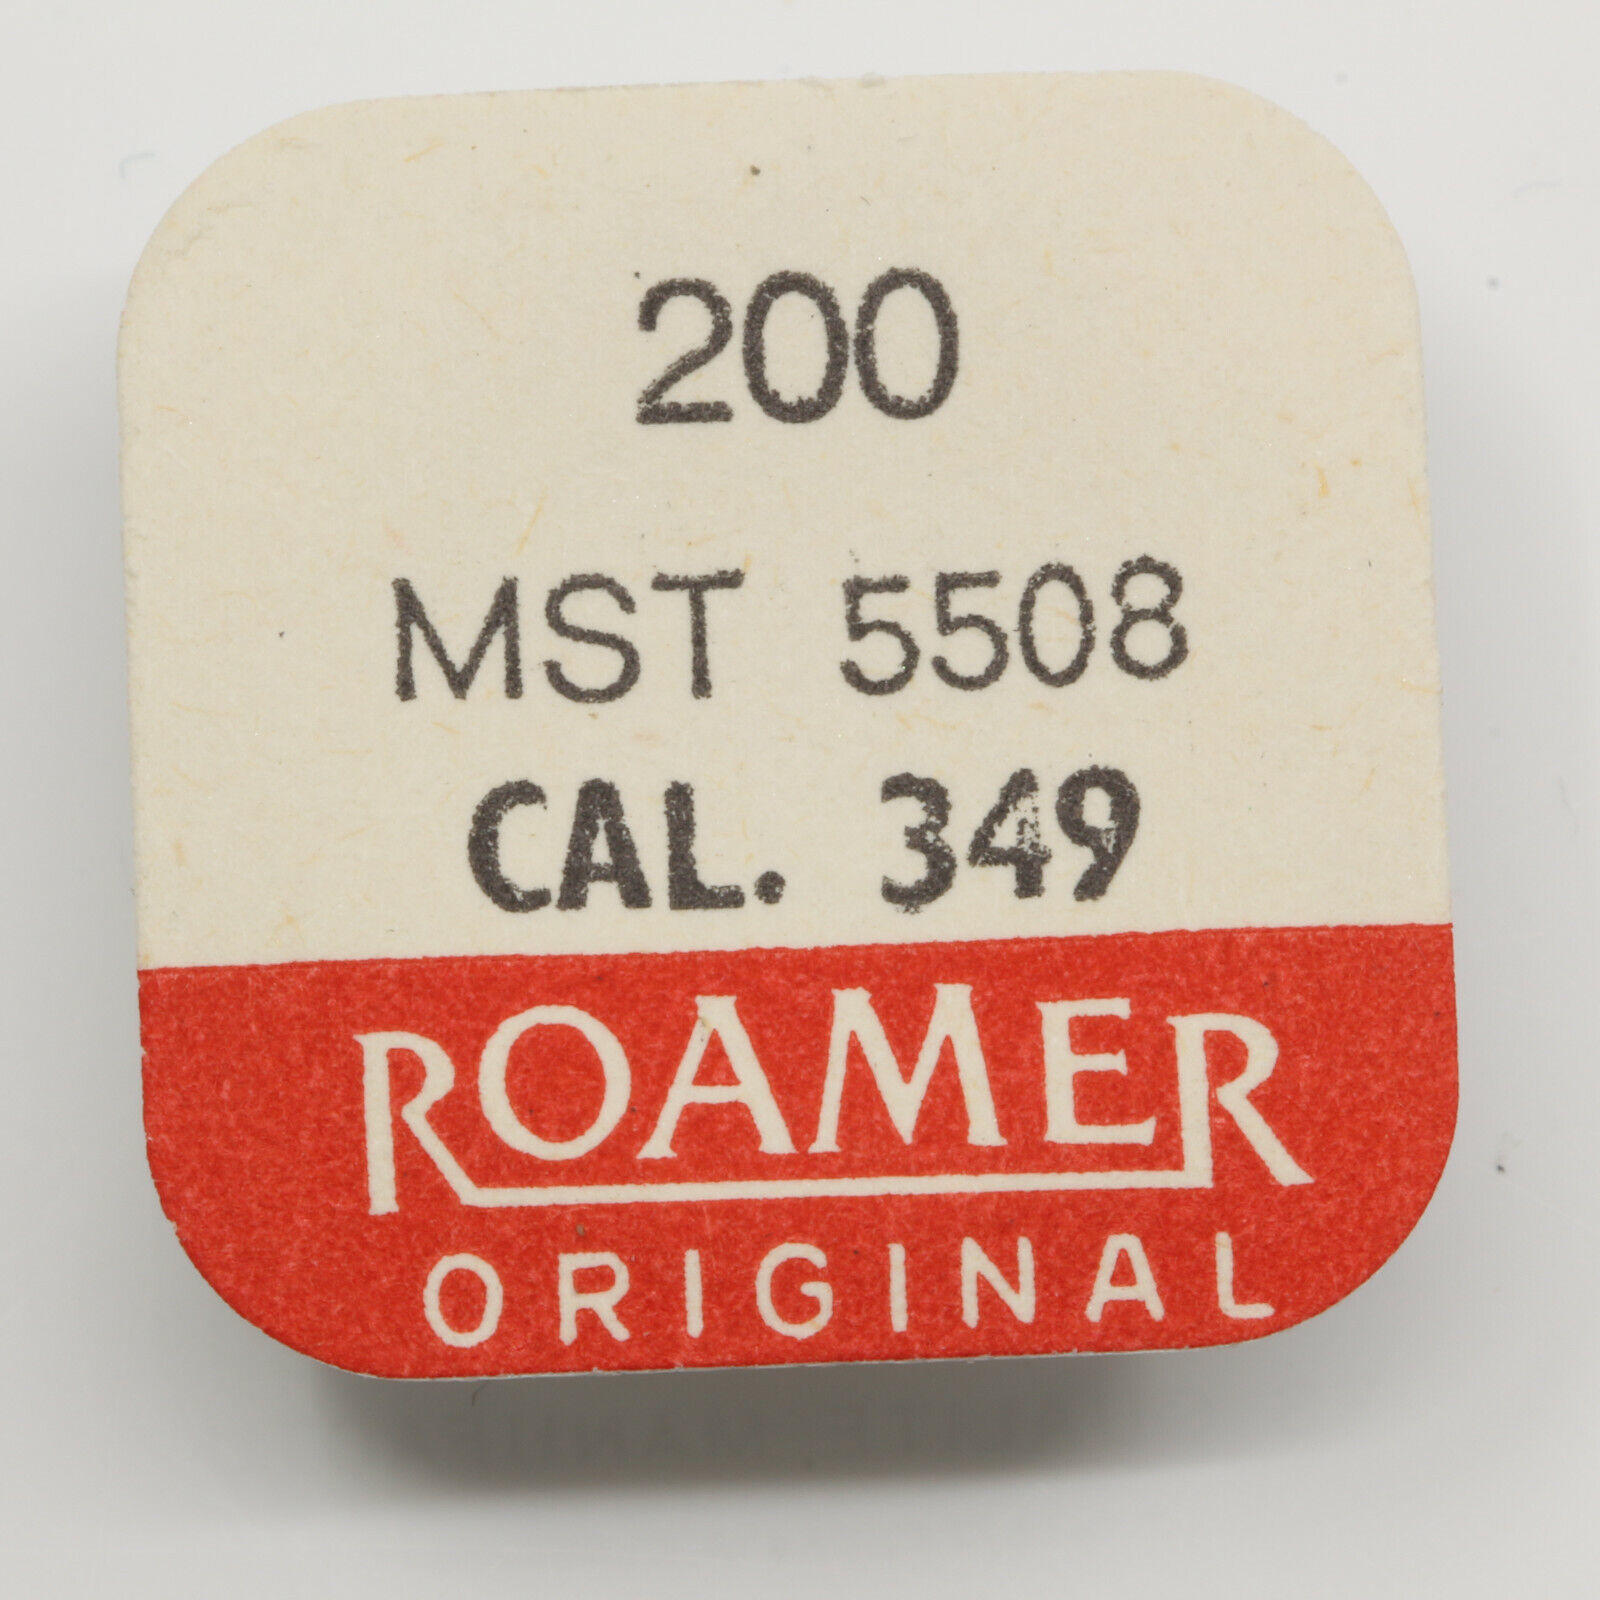 200
MST 5508
CAL. 349
ROAMER
ORIGINAL